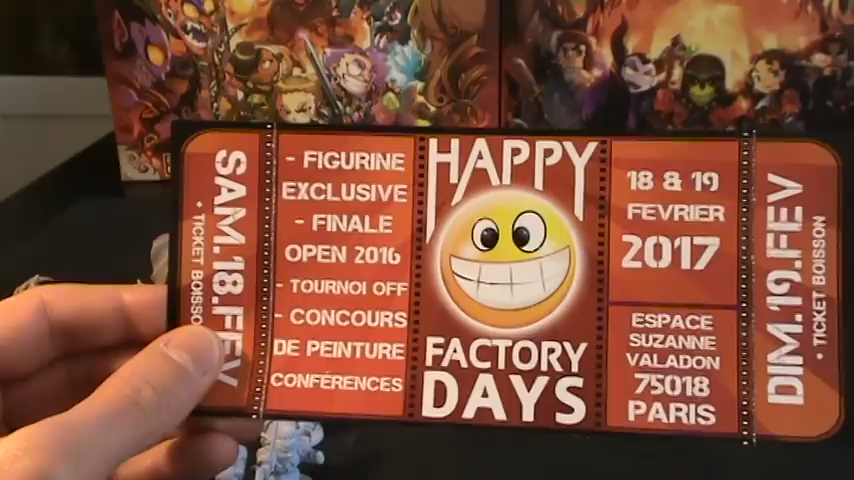 SAM.18.FEV
• TICKET BOISSON
- FIGURINE
EXCLUSIVE
- FINALE
OPEN 2016
- TOURNOI OFF
- CONCOURS
DE PEINTURE
CONFÉRENCES
HAPPY
FACTORY
DAYS
18 & 19
FEVRIER
2017
ESPACE
SUZANNE
VALADON
75018
PARIS
DIM.19.FEV
• TICKET BOISSON